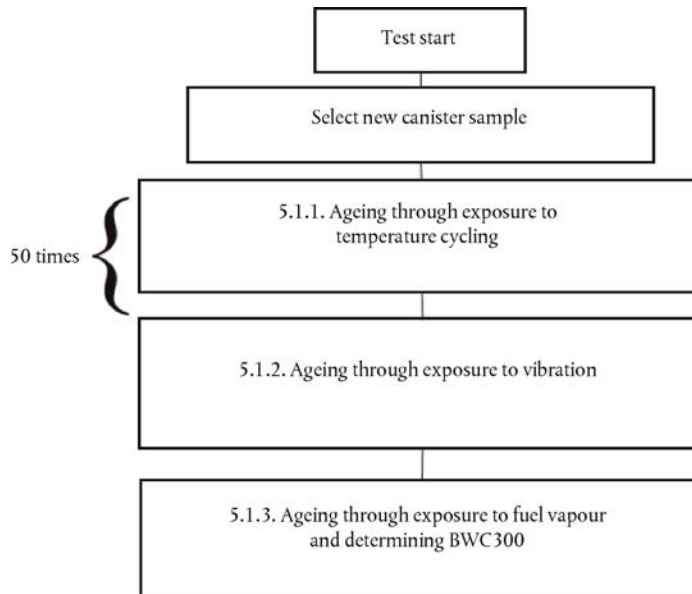 Test start
Select new canister sample
5.1.1. Ageing through exposure to
temperature cycling
50 times
5.1.2. Ageing through exposure to vibration
5.1.3. Ageing through exposure to fuel vapour
and determining BWC300